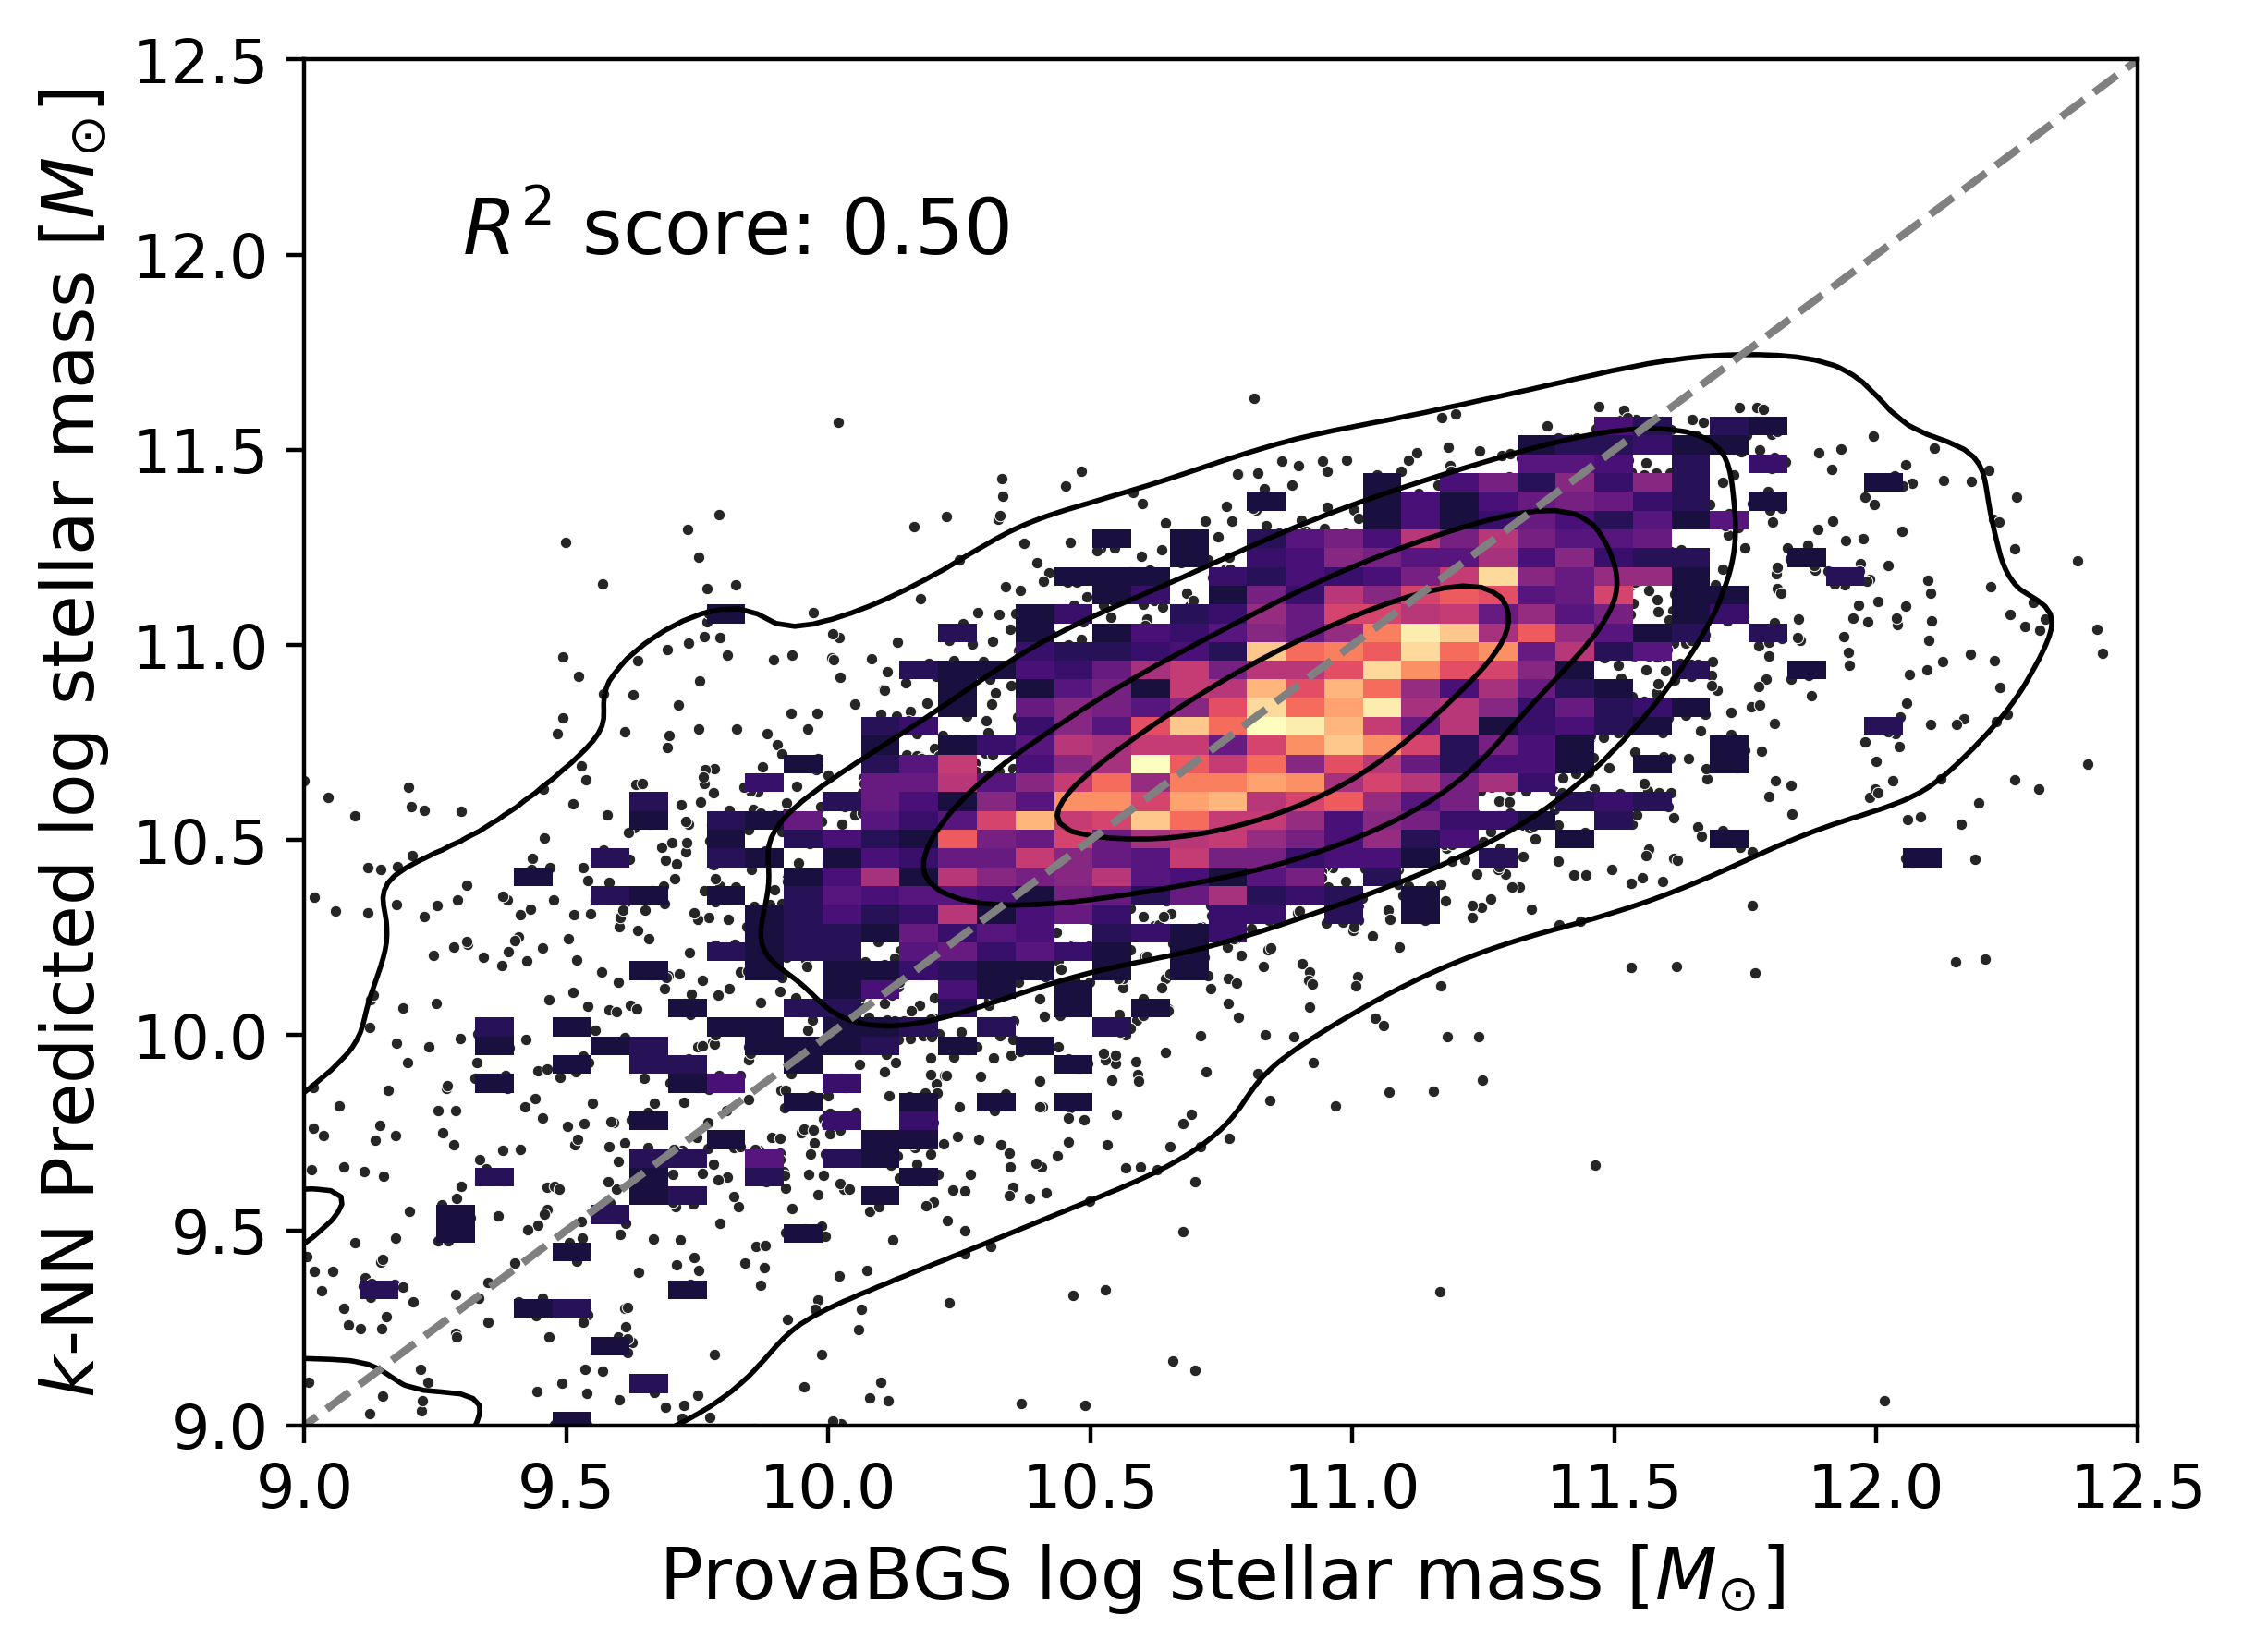 12.5
12.0
11.5
11.0
10.5
10.0
9.5
9.0
k-NN Predicted log stellar mass [M⊙]
R² score: 0.50
9.0 9.5 10.0 10.5 11.0 11.5 12.0 12.5
ProvaBGS log stellar mass [M⊙]